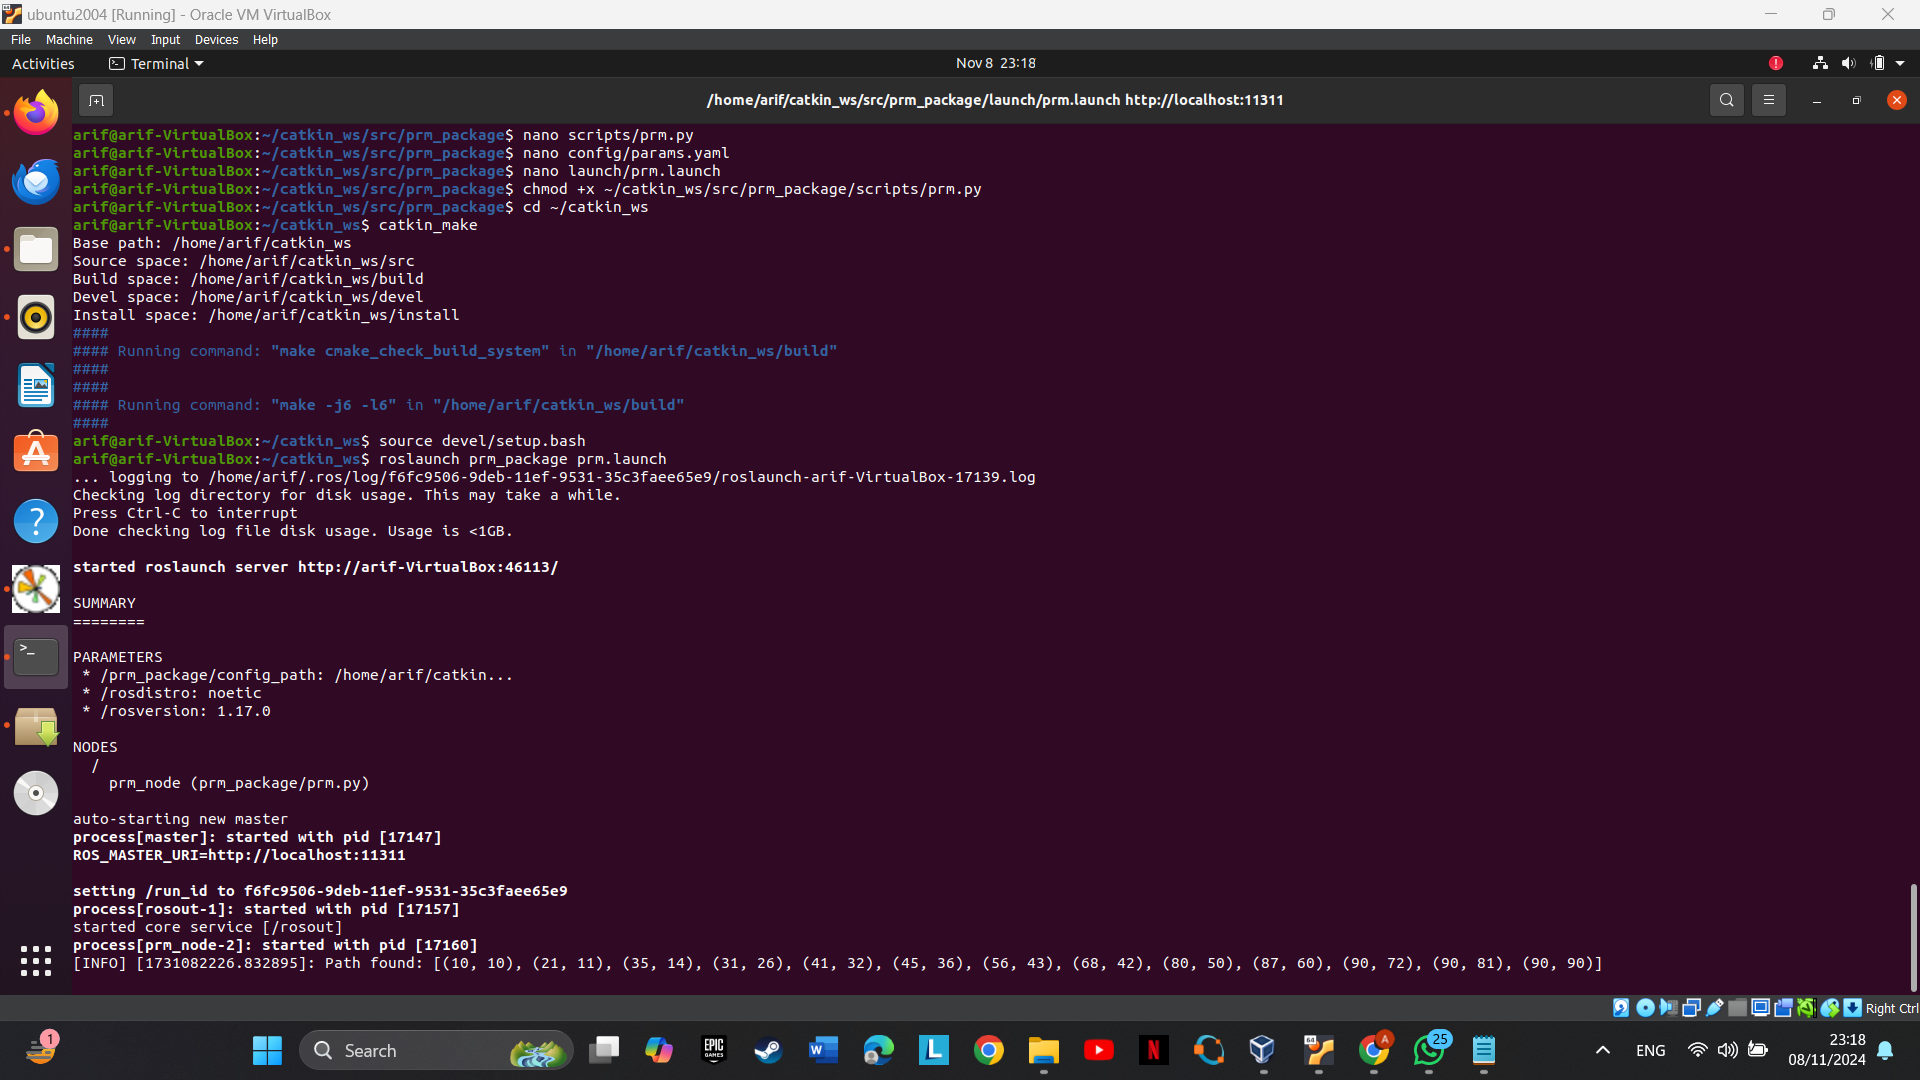 ubuntu2004 [Running] - Oracle VM VirtualBox
File Machine View Input Devices Help
Activities Terminal Nov 8 23:18
/home/arif/catkin_ws/src/prm_package/launch/prm.launch http://localhost:11311
arif@arif-VirtualBox:~/catkin_ws/src/prm_package$ nano scripts/prm.py
arif@arif-VirtualBox:~/catkin_ws/src/prm_package$ nano config/params.yaml
arif@arif-VirtualBox:~/catkin_ws/src/prm_package$ nano launch/prm.launch
arif@arif-VirtualBox:~/catkin_ws/src/prm_package$ chmod +x ~/catkin_ws/src/prm_package/scripts/prm.py
arif@arif-VirtualBox:~/catkin_ws/src/prm_package$ cd ~/catkin_ws
arif@arif-VirtualBox:~/catkin_ws$ catkin_make
Base path: /home/arif/catkin_ws
Source space: /home/arif/catkin_ws/src
Build space: /home/arif/catkin_ws/build
Devel space: /home/arif/catkin_ws/devel
Install space: /home/arif/catkin_ws/install
####
#### Running command: "make cmake_check_build_system" in "/home/arif/catkin_ws/build"
####
####
#### Running command: "make -j6 -l6" in "/home/arif/catkin_ws/build"
####
arif@arif-VirtualBox:~/catkin_ws$ source devel/setup.bash
arif@arif-VirtualBox:~/catkin_ws$ roslaunch prm_package prm.launch
... logging to /home/arif/.ros/log/f6fc9506-9deb-11ef-9531-35c3faee65e9/roslaunch-arif-VirtualBox-17139.log
Checking log directory for disk usage. This may take a while.
Press Ctrl-C to interrupt
Done checking log file disk usage. Usage is <1GB.
started roslaunch server http://arif-VirtualBox:46113/
SUMMARY
========
PARAMETERS
* /prm_package/config_path: /home/arif/catkin...
* /rosdistro: noetic
* /rosversion: 1.17.0
NODES
/
prm_node (prm_package/prm.py)
auto-starting new master
process[master]: started with pid [17147]
ROS_MASTER_URI=http://localhost:11311
setting /run_id to f6fc9506-9deb-11ef-9531-35c3faee65e9
process[rosout-1]: started with pid [17157]
started core service [/rosout]
process[prm_node-2]: started with pid [17160]
[INFO] [1731082226.832895]: Path found: [(10, 10), (21, 11), (35, 14), (31, 26), (41, 32), (45, 36), (56, 43), (68, 42), (80, 50), (87, 60), (90, 72), (90, 81), (90, 90)]
Right Ctrl
1 Search EPIC GAMES W L N 64 A 25 ENG 23:18
08/11/2024